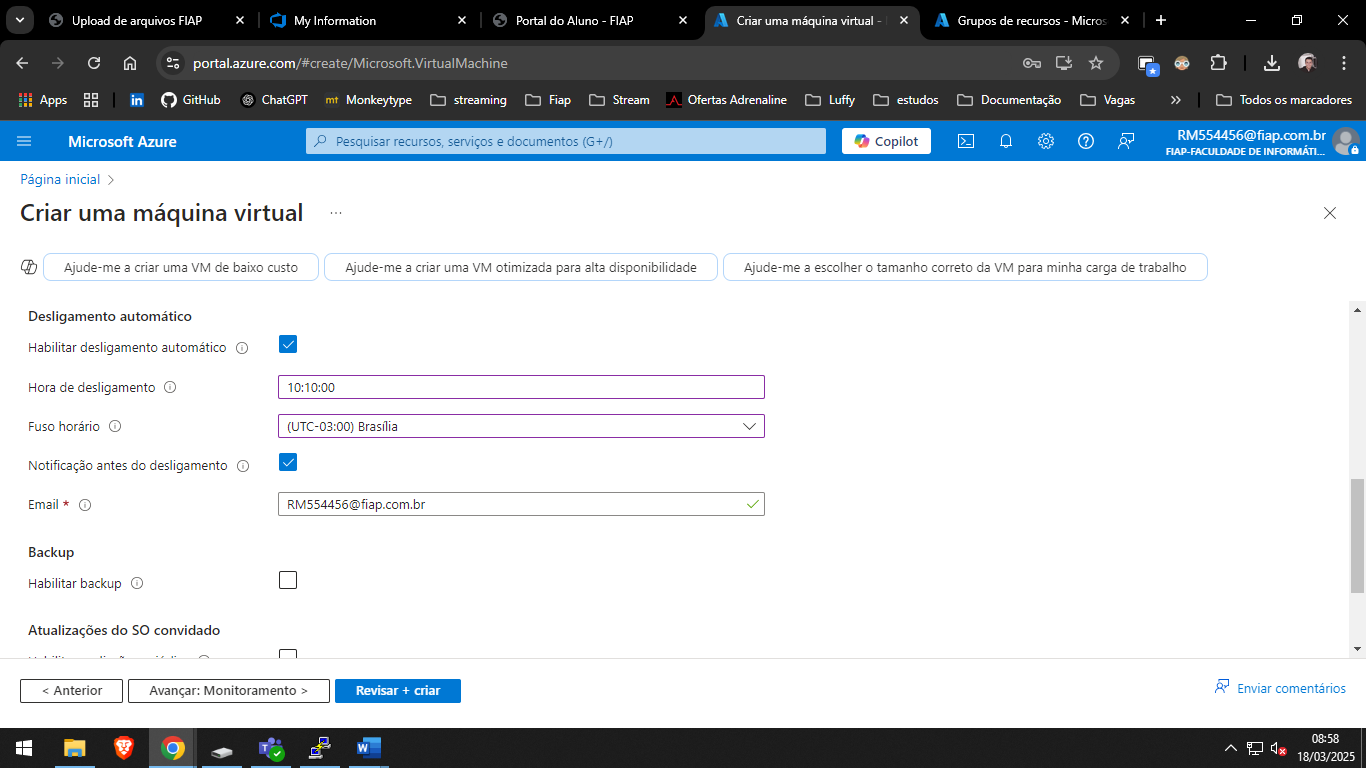 Upload de arquivos FIAP
My Information
Portal do Aluno - FIAP
Criar uma máquina virtual -
Grupos de recursos - Micros
portal.azure.com/#create/Microsoft.VirtualMachine
Apps
GitHub
ChatGPT
mt Monkeytype
streaming
Fiap
Stream
Ofertas Adrenaline
Luffy
estudos
Documentação
Vagas
Todos os marcadores
Microsoft Azure
Pesquisar recursos, serviços e documentos (G+/)
Copilot
RM554456@fiap.com.br
FIAP-FACULDADE DE INFORMÁTI...
Página inicial >
Criar uma máquina virtual ...
Ajude-me a criar uma VM de baixo custo
Ajude-me a criar uma VM otimizada para alta disponibilidade
Ajude-me a escolher o tamanho correto da VM para minha carga de trabalho
Desligamento automático
Habilitar desligamento automático
Hora de desligamento
10:10:00
Fuso horário
(UTC-03:00) Brasília
Notificação antes do desligamento
Email *
RM554456@fiap.com.br
Backup
Habilitar backup
Atualizações do SO convidado
< Anterior
Avançar: Monitoramento >
Revisar + criar
Enviar comentários
08:58
18/03/2025